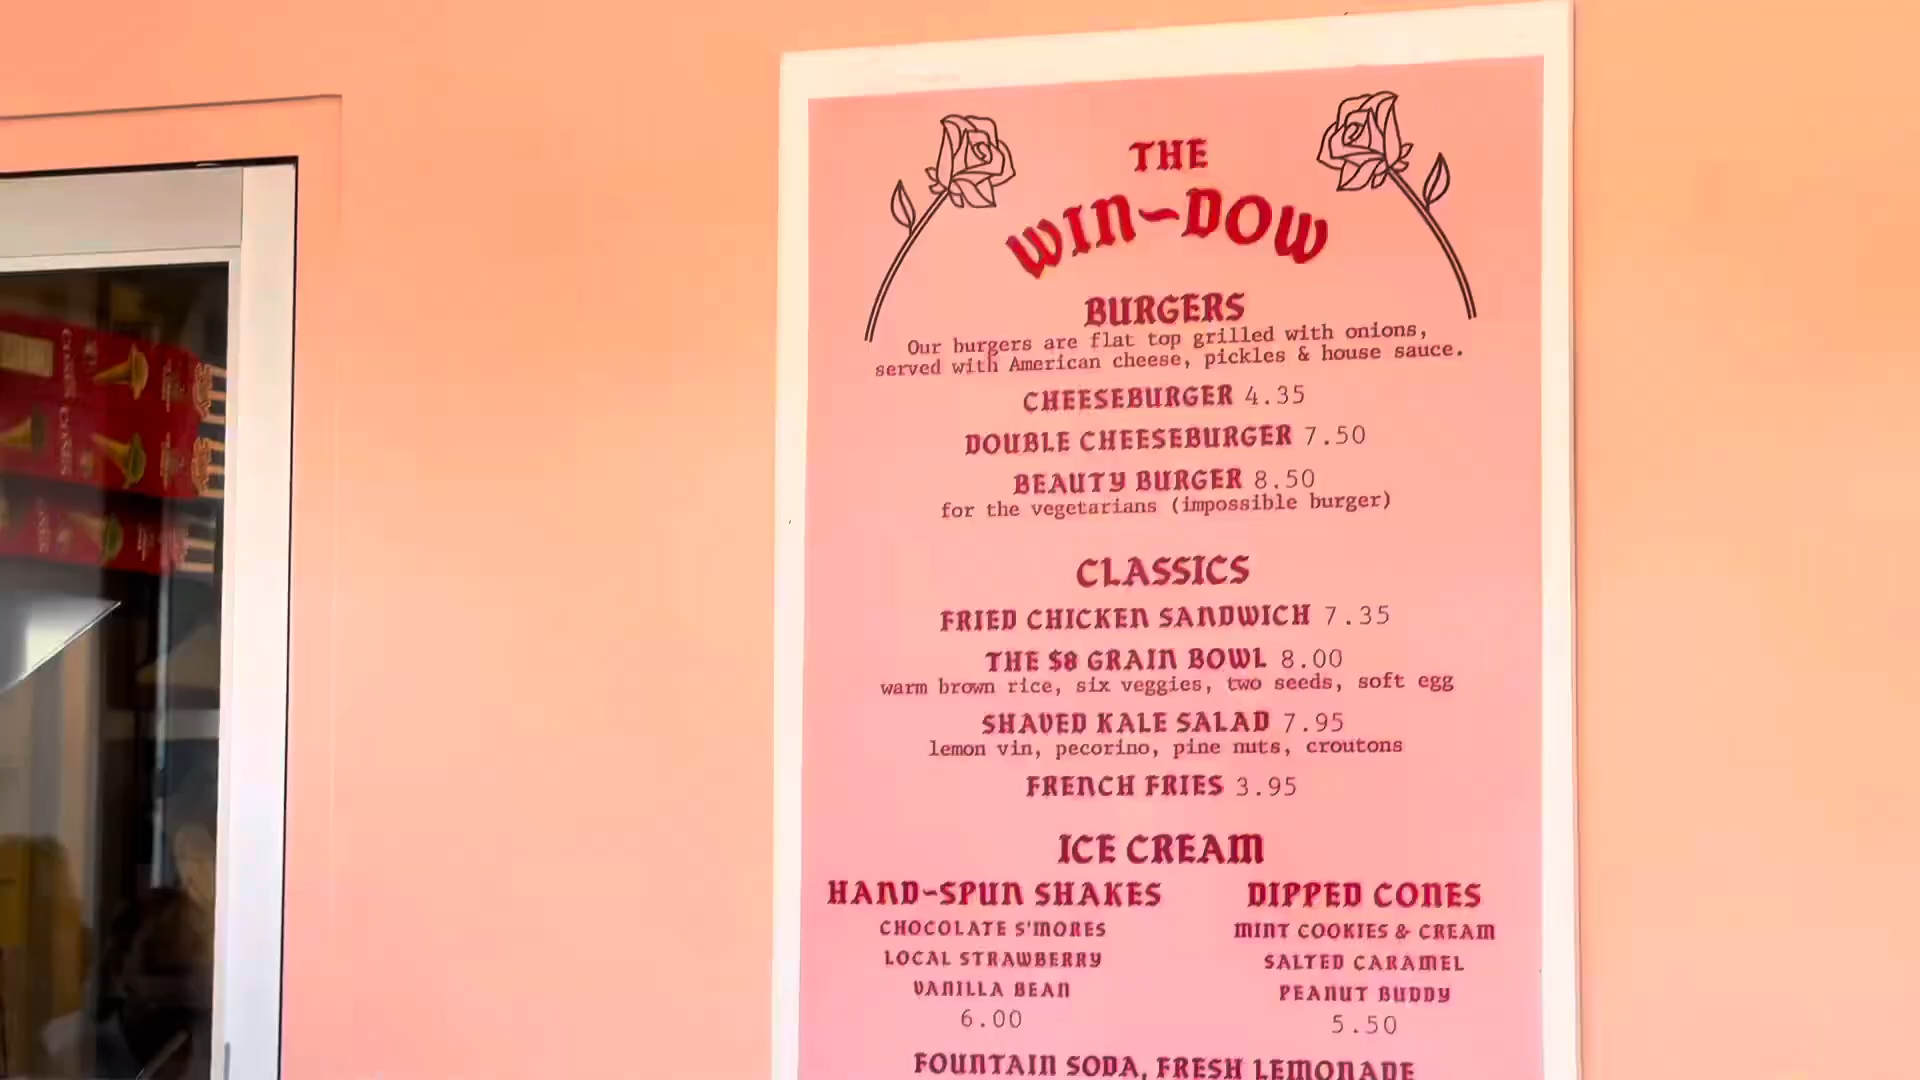 THE
WIN~DOW
BURGERS
Our burgers are flat top grilled with onions,
served with American cheese, pickles & house sauce.
CHEESEBURGER 4.35
DOUBLE CHEESEBURGER 7.50
BEAUTY BURGER 8.50
for the vegetarians (impossible burger)
CLASSICS
FRIED CHICKEN SANDWICH 7.35
THE $8 GRAIN BOWL 8.00
warm brown rice, six veggies, two seeds, soft egg
SHAVED KALE SALAD 7.95
lemon vin, pecorino, pine nuts, croutons
FRENCH FRIES 3.95
ICE CREAM
HAND-SPUN SHAKES
CHOCOLATE S'MORES
LOCAL STRAWBERRY
VANILLA BEAN
6.00
DIPPED CONES
MINT COOKIES & CREAM
SALTED CARAMEL
PEANUT BUDDY
5.50
FOUNTAIN SODA, FRESH LEMONADE